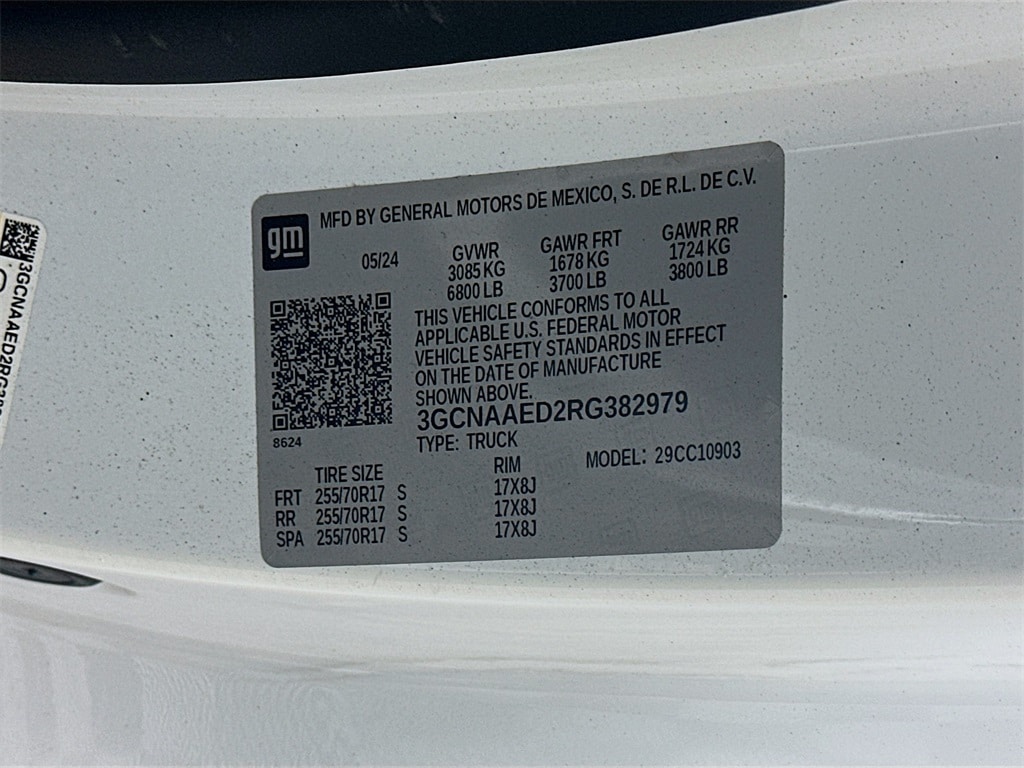 gm
MFD BY GENERAL MOTORS DE MEXICO, S. DE R.L. DE C.V.
05/24
GVWR GAWR FRT GAWR RR
3085 KG 1678 KG 1724 KG
6800 LB 3700 LB 3800 LB
THIS VEHICLE CONFORMS TO ALL
APPLICABLE U.S. FEDERAL MOTOR
VEHICLE SAFETY STANDARDS IN EFFECT
ON THE DATE OF MANUFACTURE
SHOWN ABOVE.
3GCNAAED2RG382979
8624
TYPE: TRUCK
TIRE SIZE RIM MODEL: 29CC10903
FRT 255/70R17 S 17X8J
RR 255/70R17 S 17X8J
SPA 255/70R17 S 17X8J
3GCNAAED2RG38